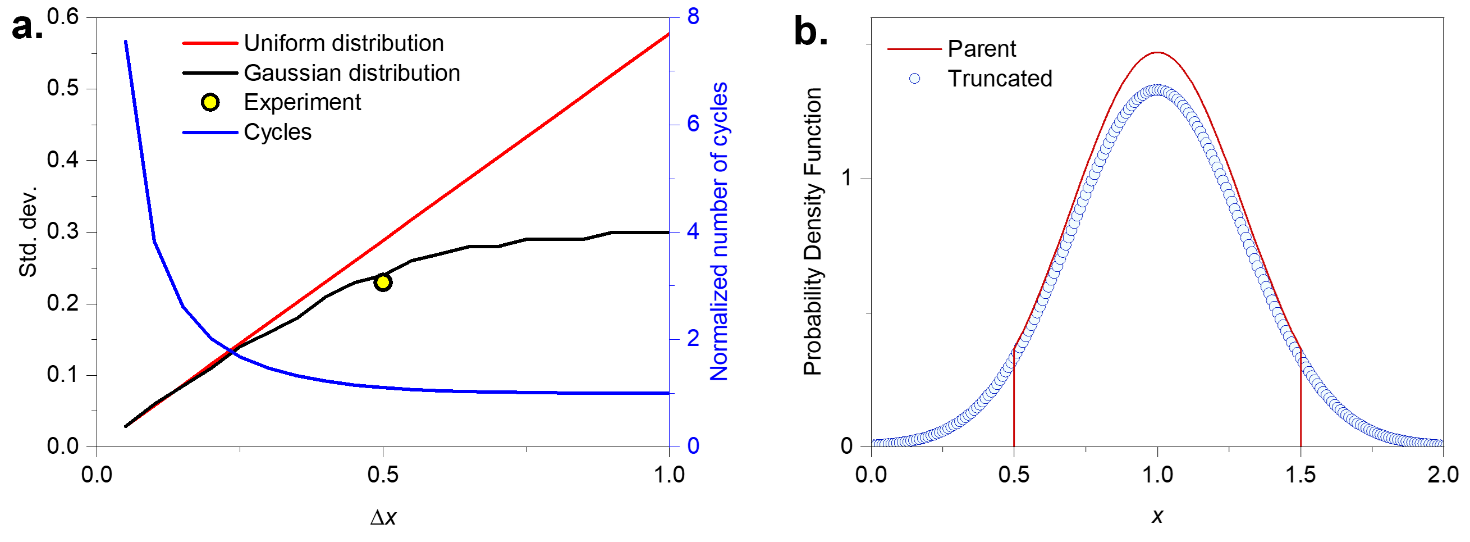 a.
Uniform distribution
Gaussian distribution
Experiment
Cycles
Std. dev.
0.6
0.5
0.4
0.3
0.2
0.1
0.0
Normalized number of cycles
8
6
4
2
0
0.0 0.5 1.0
Δx
b.
Parent
Truncated
Probability Density Function
1
0
0.0 0.5 1.0 1.5 2.0
x